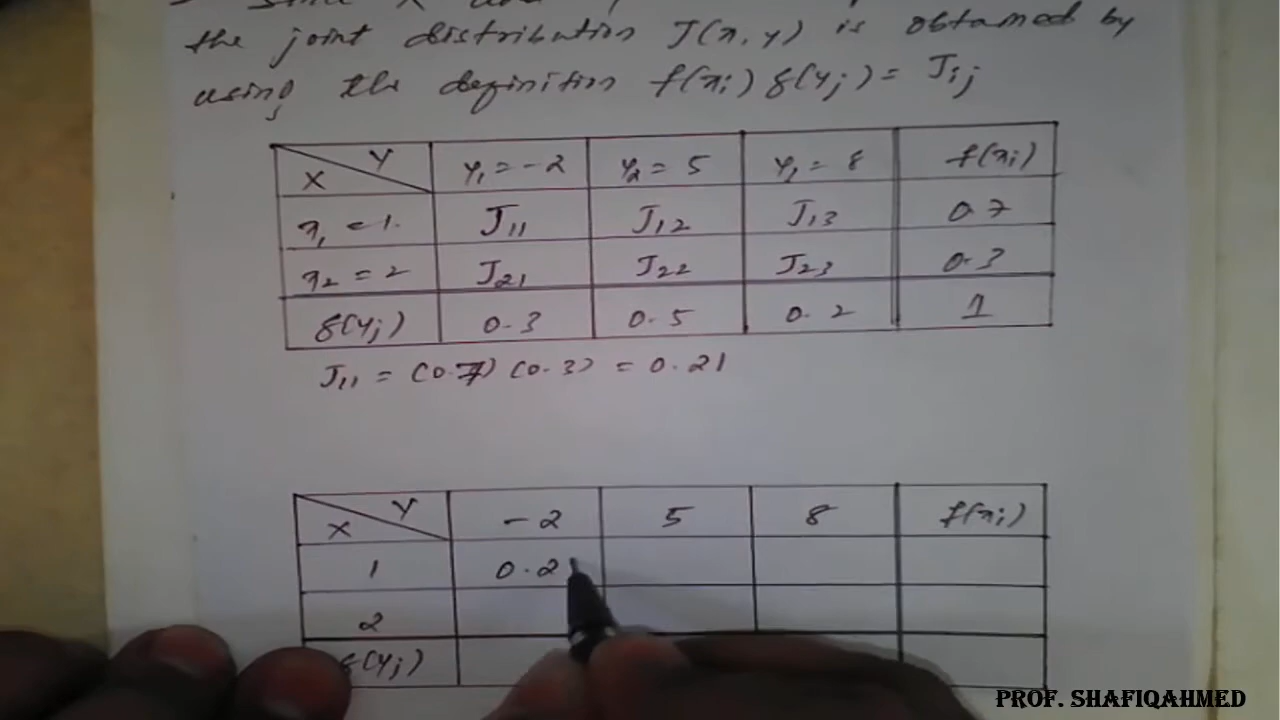 the joint distribution J(x, y) is obtained by
using the definition f(xi) g(yj) = Jij
X Y y1 = -2 y2 = 5 y1 = 8 f(xi)
x1 = 1. J11 J12 J13 0.7
x2 = 2 J21 J22 J23 0.3
g(yj) 0.3 0.5 0.2 1
J11 = (0.7) (0.3) = 0.21
X Y -2 5 8 f(xi)
1 0.2
2
g(yj)
PROF. SHAFIQAHMED